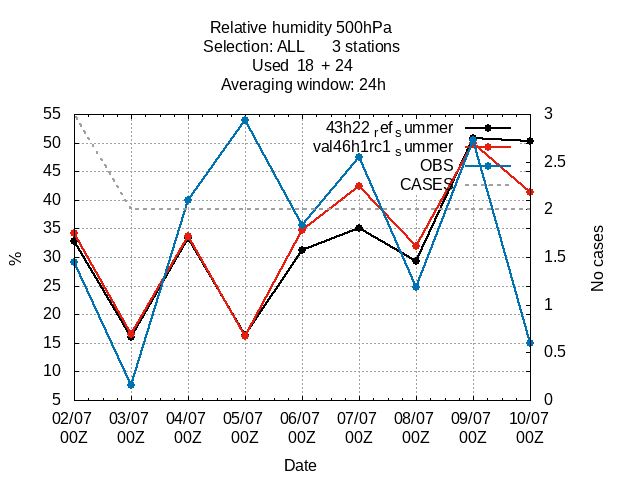 Relative humidity 500hPa
Selection: ALL 3 stations
Used 18 + 24
Averaging window: 24h
55 3
43h22 refsummer
val46h1rc1 summer
OBS
CASES
50
45
40
35
30
25
20
15
10
5
2.5
2
1.5
1
0.5
0
%
No cases
02/07 03/07 04/07 05/07 06/07 07/07 08/07 09/07 10/07
00Z 00Z 00Z 00Z 00Z 00Z 00Z 00Z 00Z
Date